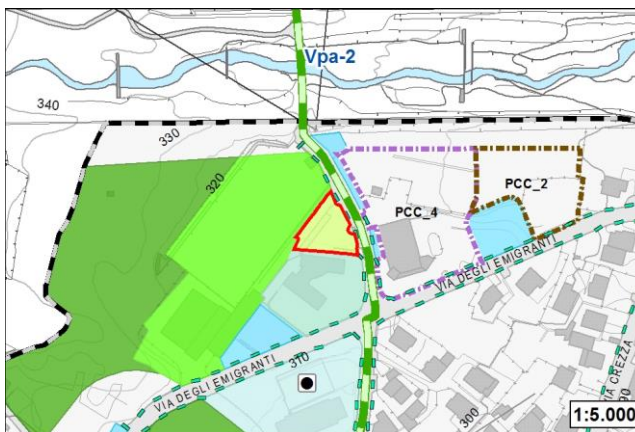 Vpa-2
340
330
320
PCC_4
PCC_2
VIA DEGLI EMIGRANTI
310
VIA DEGLI EMIGRANTI
300
VIA CREZZA
90
1:5.000